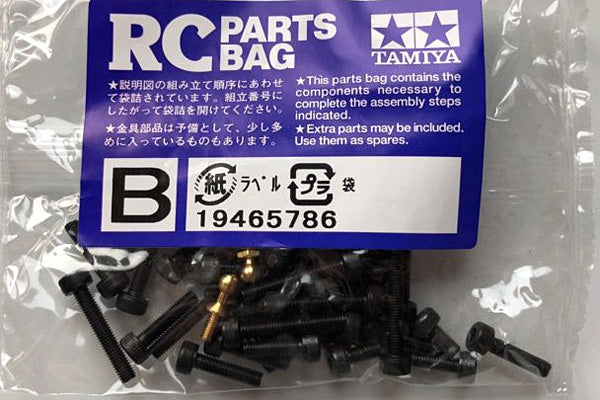 RC PARTS BAG
TAMIYA
★説明図の組み立て順序にあわせ
て袋詰されています。組立番号に
したがって袋詰を開けてください。
★金具部品は予備として、少し多
めに入っているものもあります。
★This parts bag contains the
components necessary to
complete the assembly steps
indicated.
★Extra parts may be included.
Use them as spares.
B
紙 ラベル プラ 袋
19465786